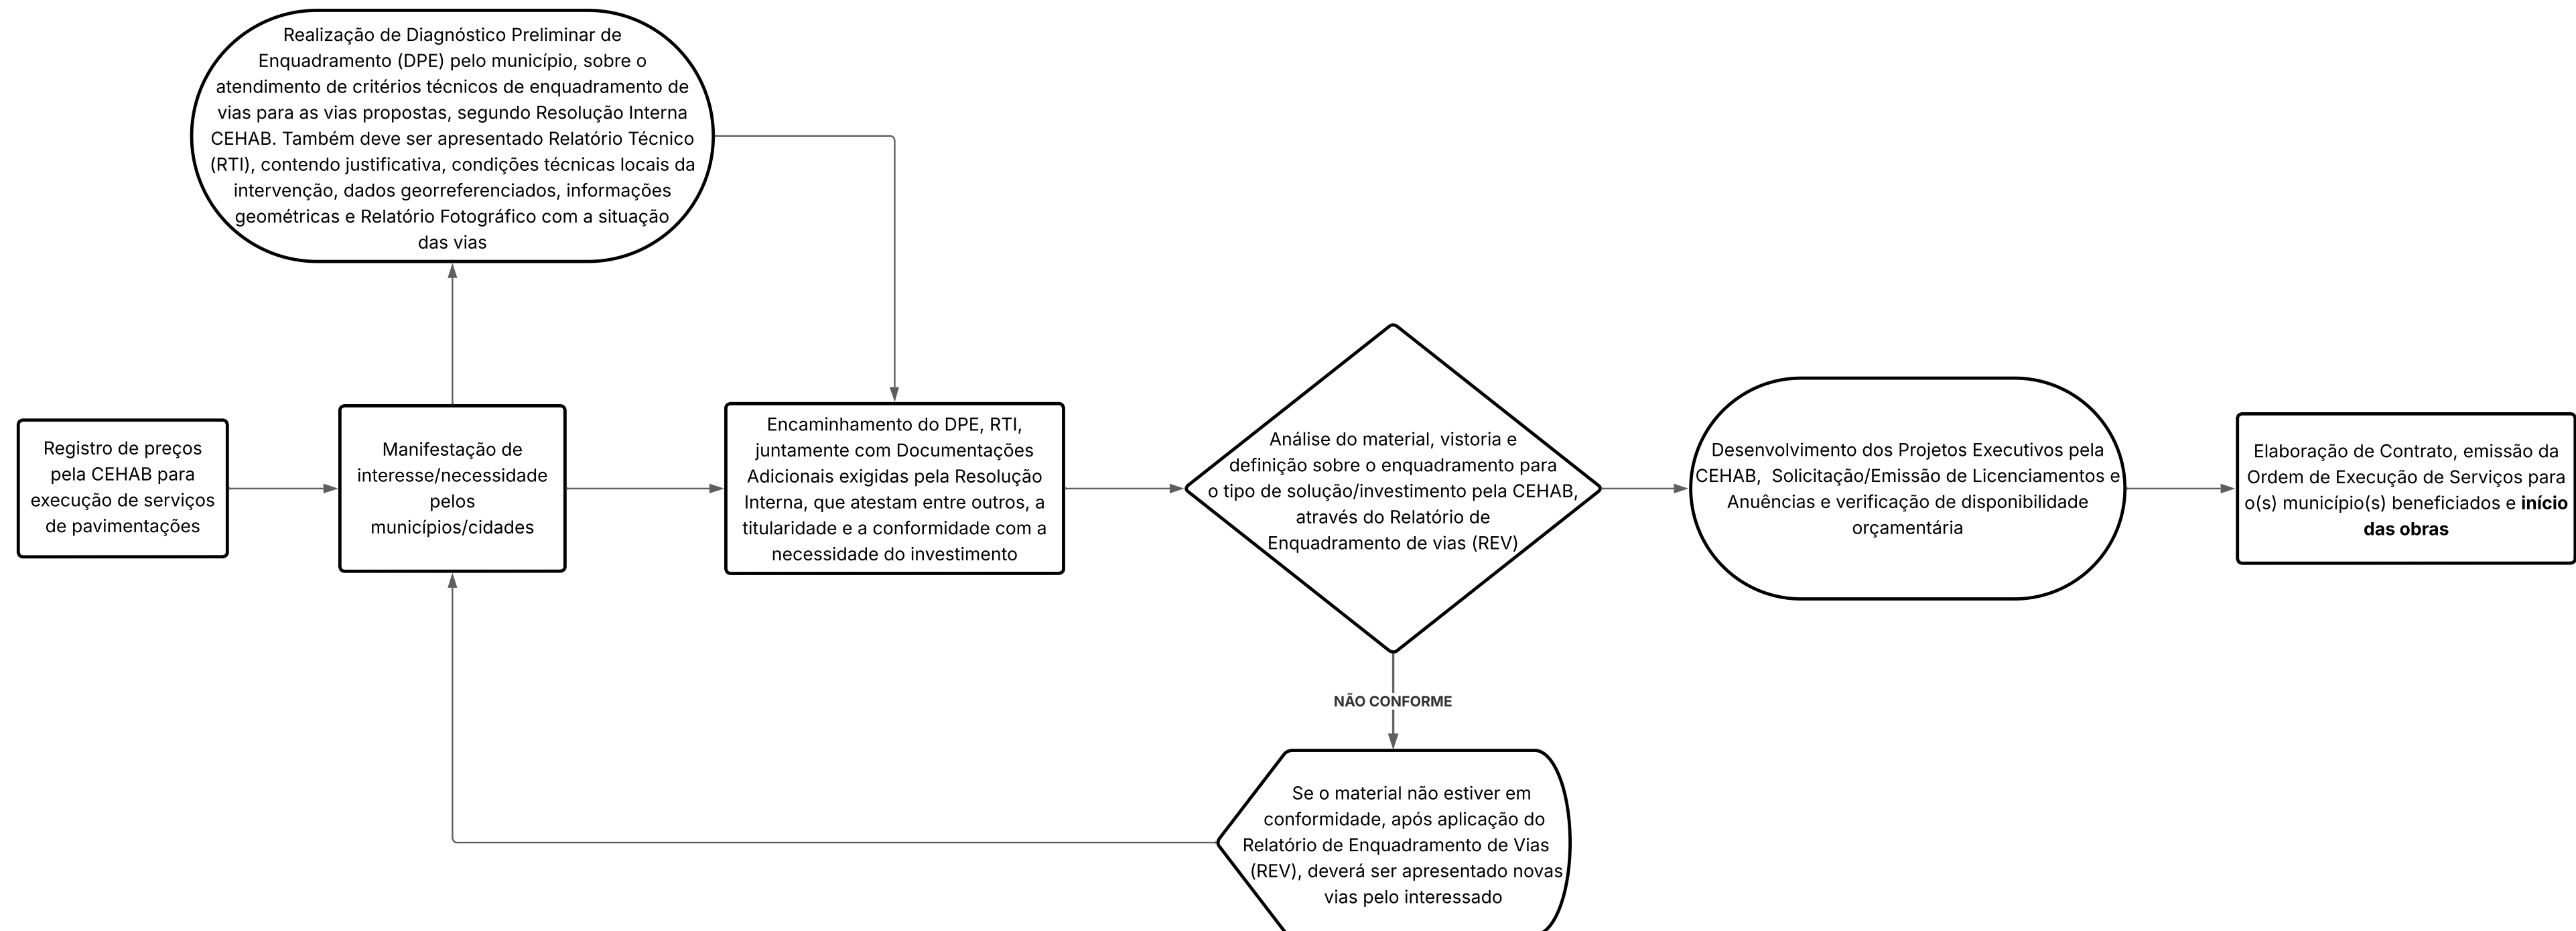 Realização de Diagnóstico Preliminar de
Enquadramento (DPE) pelo município, sobre o
atendimento de critérios técnicos de enquadramento de
vias para as vias propostas, segundo Resolução Interna
CEHAB. Também deve ser apresentado Relatório Técnico
(RTI), contendo justificativa, condições técnicas locais da
intervenção, dados georreferenciados, informações
geométricas e Relatório Fotográfico com a situação
das vias
Registro de preços
pela CEHAB para
execução de serviços
de pavimentações
Manifestação de
interesse/necessidade
pelos
municípios/cidades
Encaminhamento do DPE, RTI,
juntamente com Documentações
Adicionais exigidas pela Resolução
Interna, que atestam entre outros, a
titularidade e a conformidade com a
necessidade do investimento
Análise do material, vistoria e
definição sobre o enquadramento para
o tipo de solução/investimento pela CEHAB,
através do Relatório de
Enquadramento de vias (REV)
Desenvolvimento dos Projetos Executivos pela
CEHAB,  Solicitação/Emissão de Licenciamentos e
Anuências e verificação de disponibilidade
orçamentária
Elaboração de Contrato, emissão da
Ordem de Execução de Serviços para
o(s) município(s) beneficiados e início
das obras
NÃO CONFORME
Se o material não estiver em
conformidade, após aplicação do
Relatório de Enquadramento de Vias
(REV), deverá ser apresentado novas
vias pelo interessado